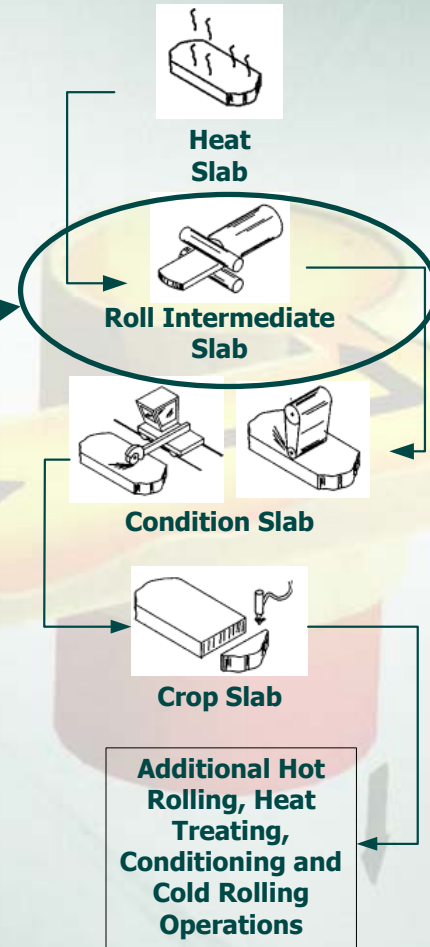 Heat
Slab
Roll Intermediate
Slab
Condition Slab
Crop Slab
Additional Hot
Rolling, Heat
Treating,
Conditioning and
Cold Rolling
Operations